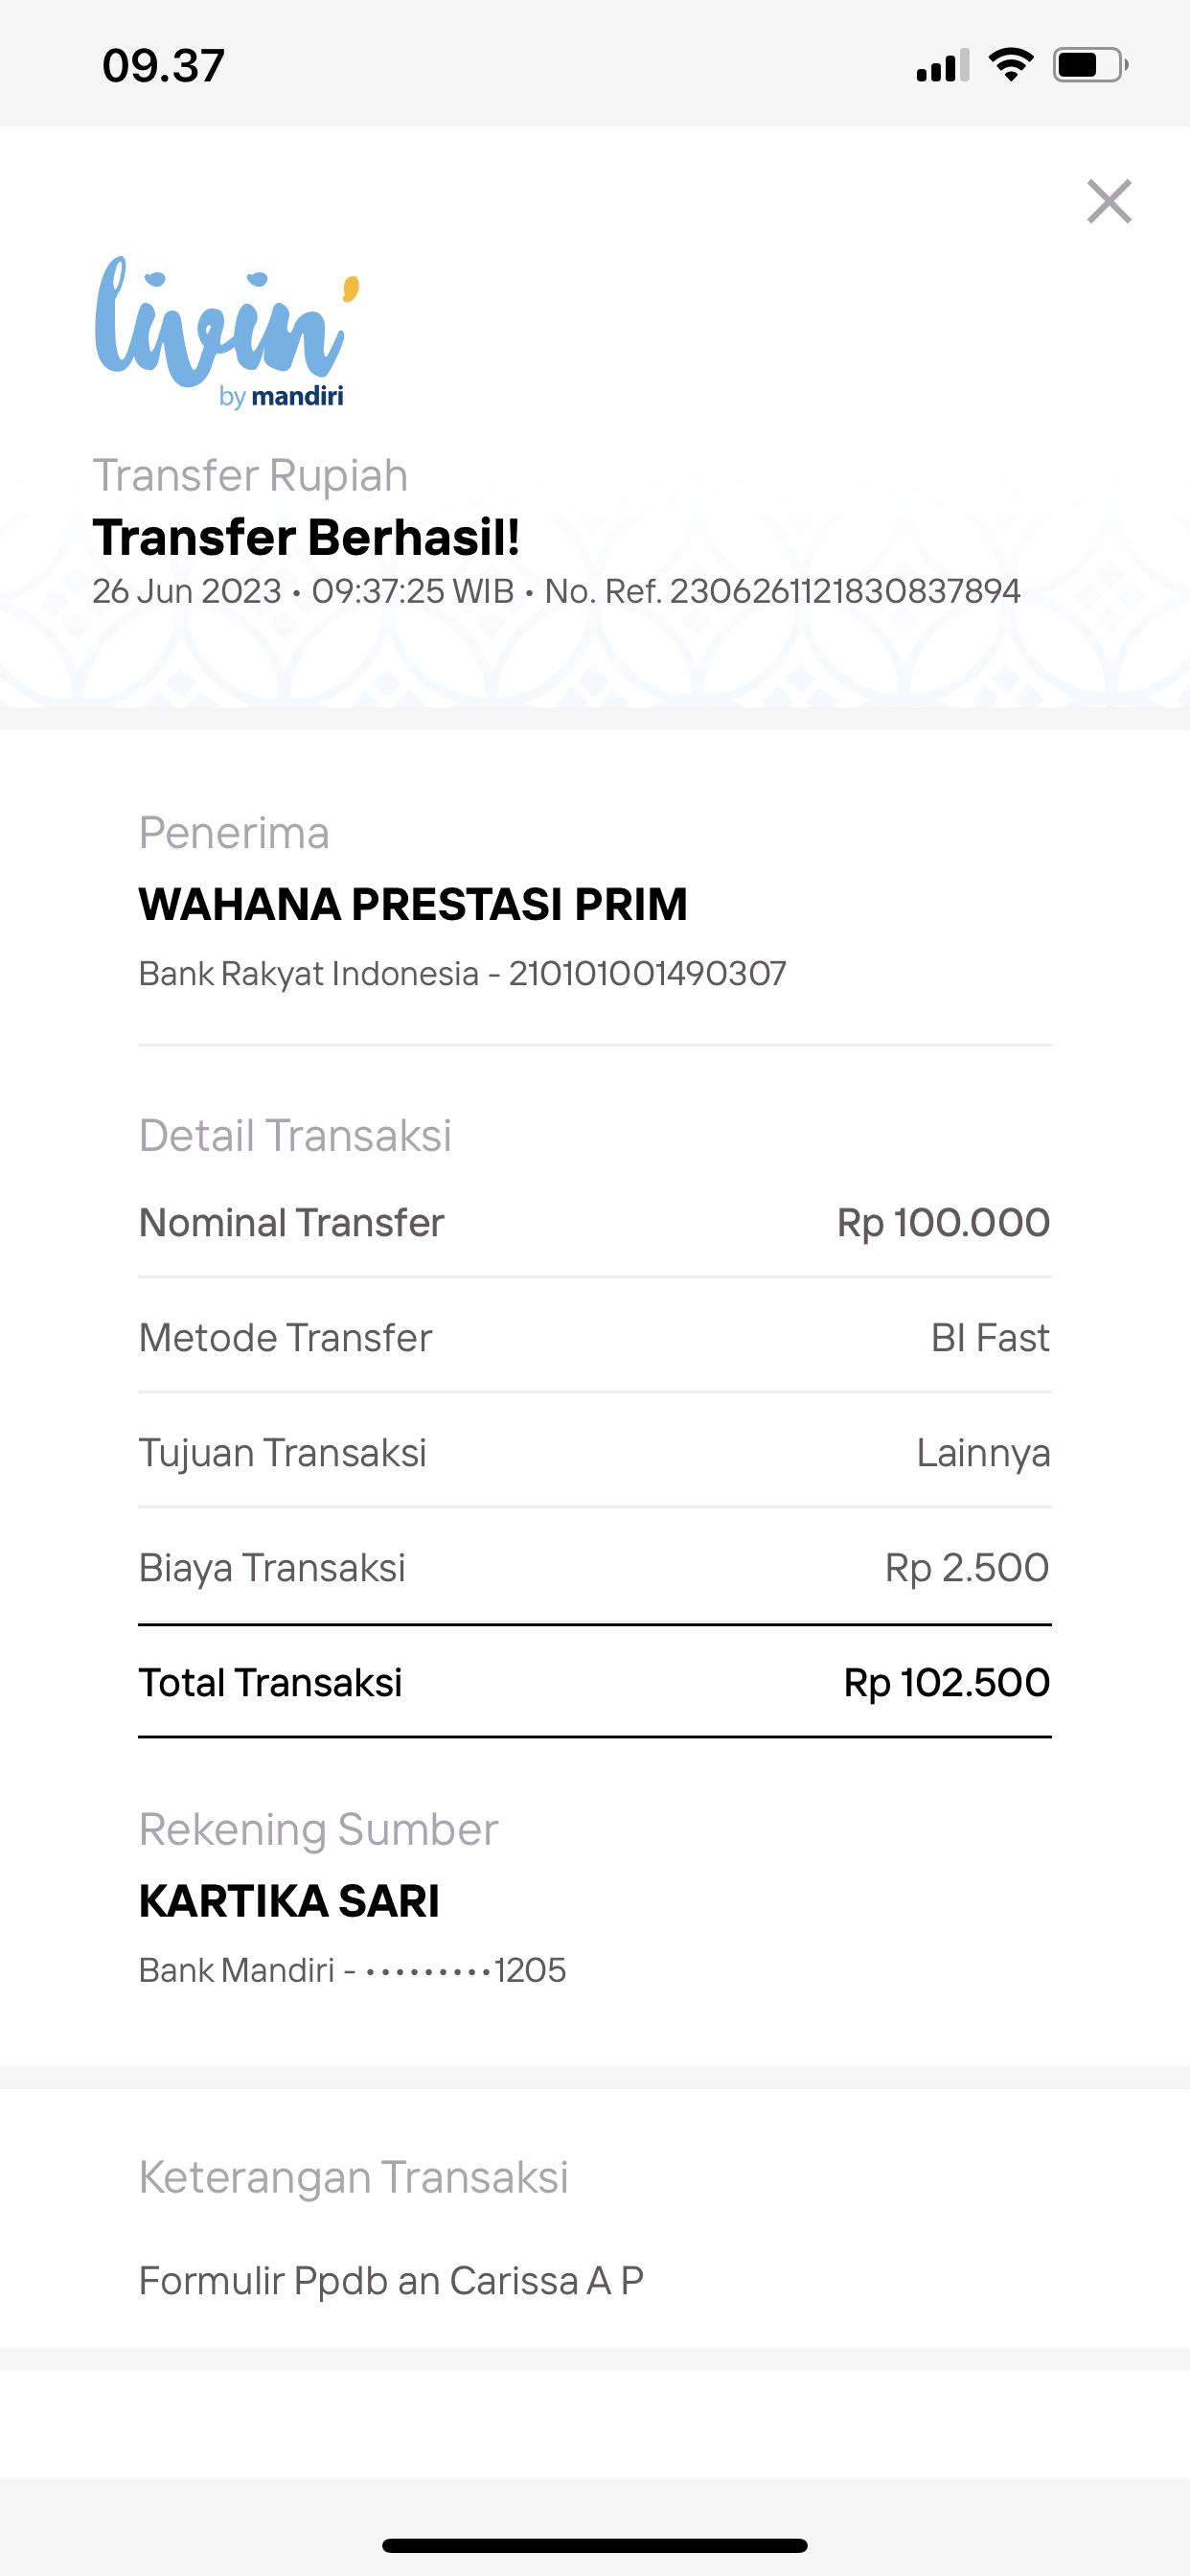 09.37
livin'
by mandiri
Transfer Rupiah
Transfer Berhasil!
26 Jun 2023 • 09:37:25 WIB • No. Ref. 2306261121830837894
Penerima
WAHANA PRESTASI PRIM
Bank Rakyat Indonesia - 210101001490307
Detail Transaksi
Nominal Transfer Rp 100.000
Metode Transfer BI Fast
Tujuan Transaksi Lainnya
Biaya Transaksi Rp 2.500
Total Transaksi Rp 102.500
Rekening Sumber
KARTIKA SARI
Bank Mandiri - •••••••••1205
Keterangan Transaksi
Formulir Ppdb an Carissa A P